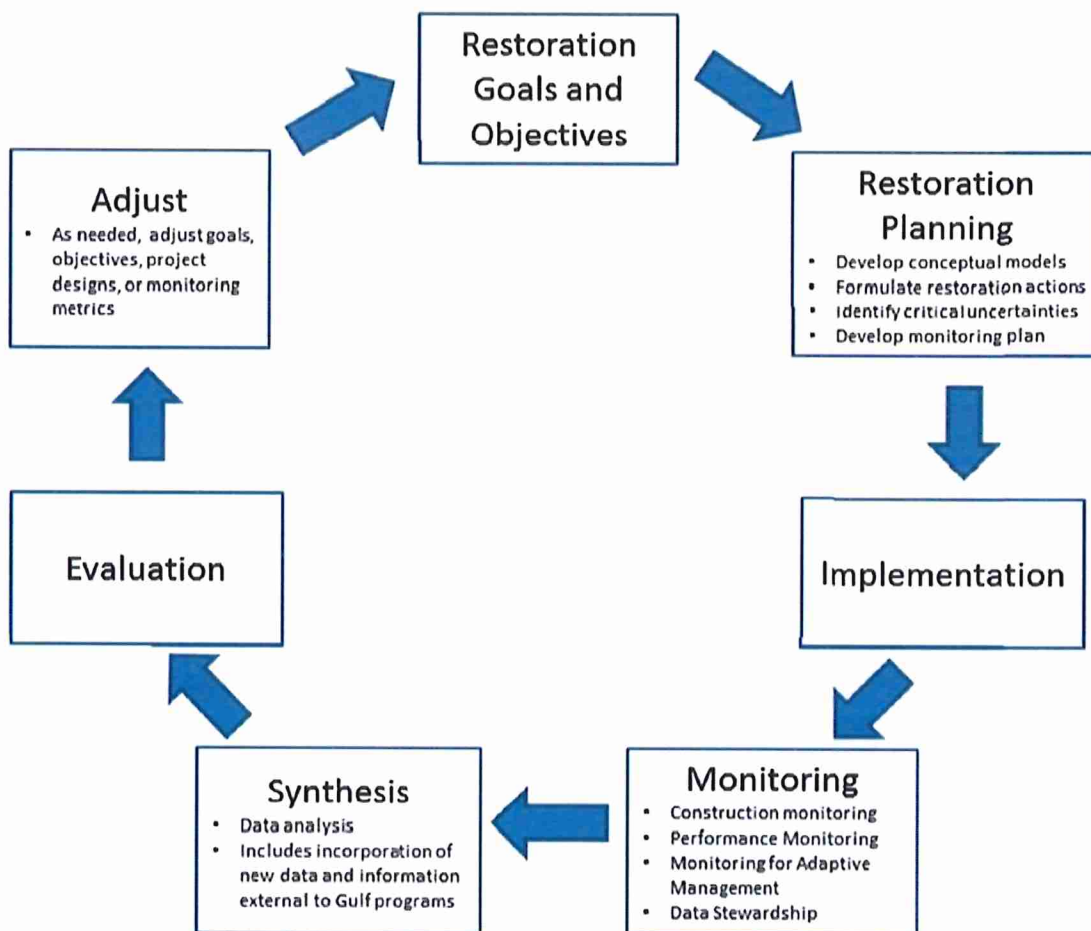 Restoration
Goals and
Objectives
Restoration
Planning
• Develop conceptual models
• Formulate restoration actions
• Identify critical uncertainties
• Develop monitoring plan
Implementation
Monitoring
• Construction monitoring
• Performance Monitoring
• Monitoring for Adaptive
Management
• Data Stewardship
Synthesis
• Data analysis
• Includes incorporation of
new data and information
external to Gulf programs
Evaluation
Adjust
• As needed, adjust goals,
objectives, project
designs, or monitoring
metrics